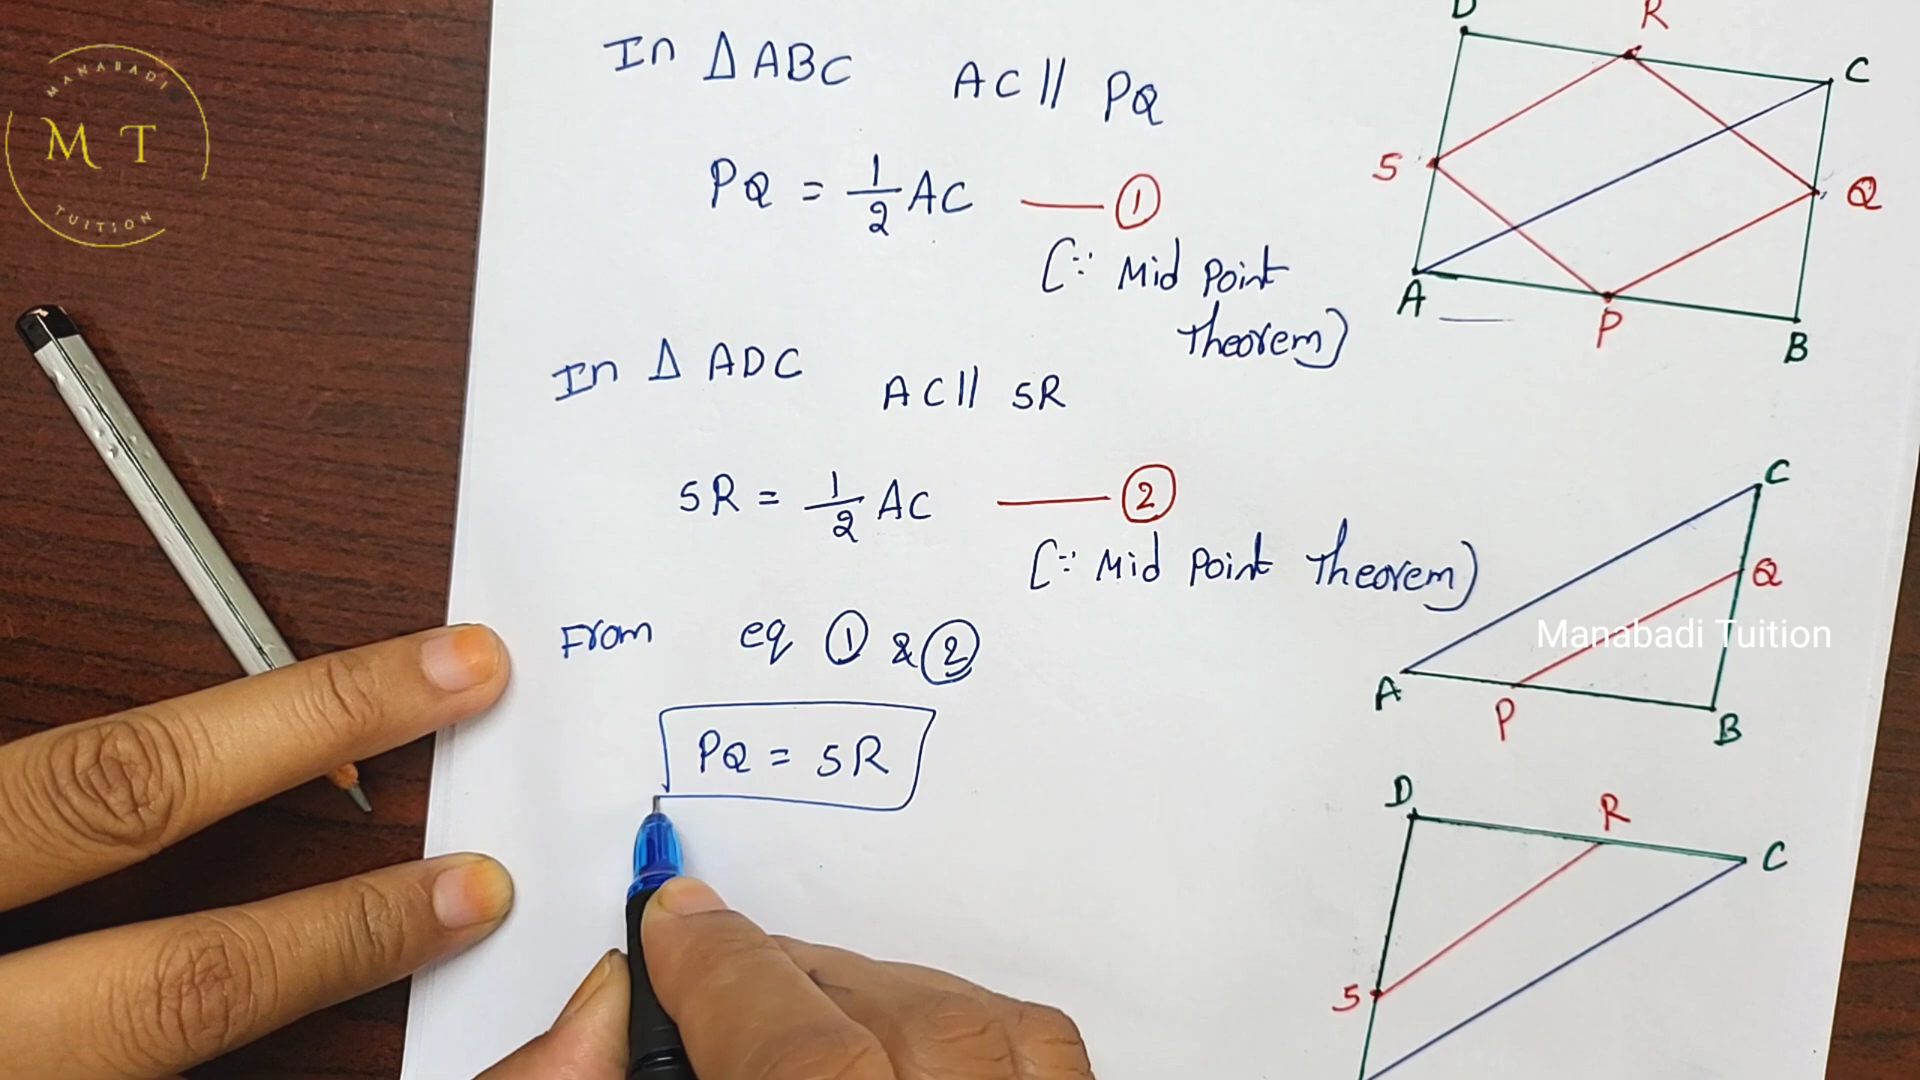 MANABADI
M T
TUITION
In Δ ABC AC // PQ
PQ = 1/2 AC —— ①
(∵ Mid Point
Theorem)
In Δ ADC AC // SR
SR = 1/2 AC —— ②
(∵ Mid Point Theorem)
From eq ① & ②
PQ = SR
D R C
S Q
A P B
C
Q
Manabadi Tuition
A P B
D R C
S